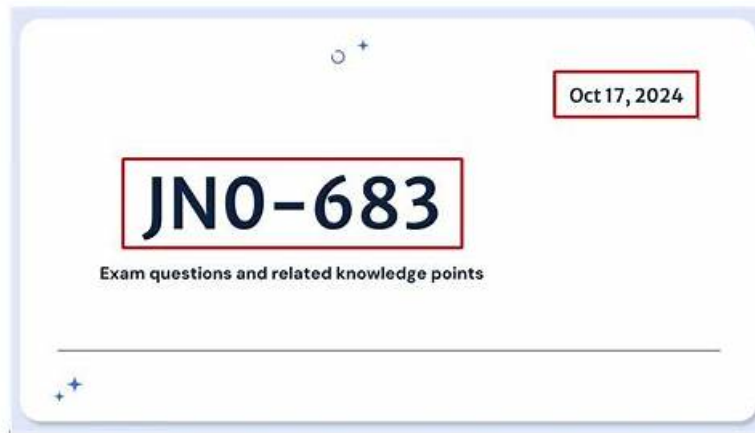 Oct 17, 2024
JN0-683
Exam questions and related knowledge points